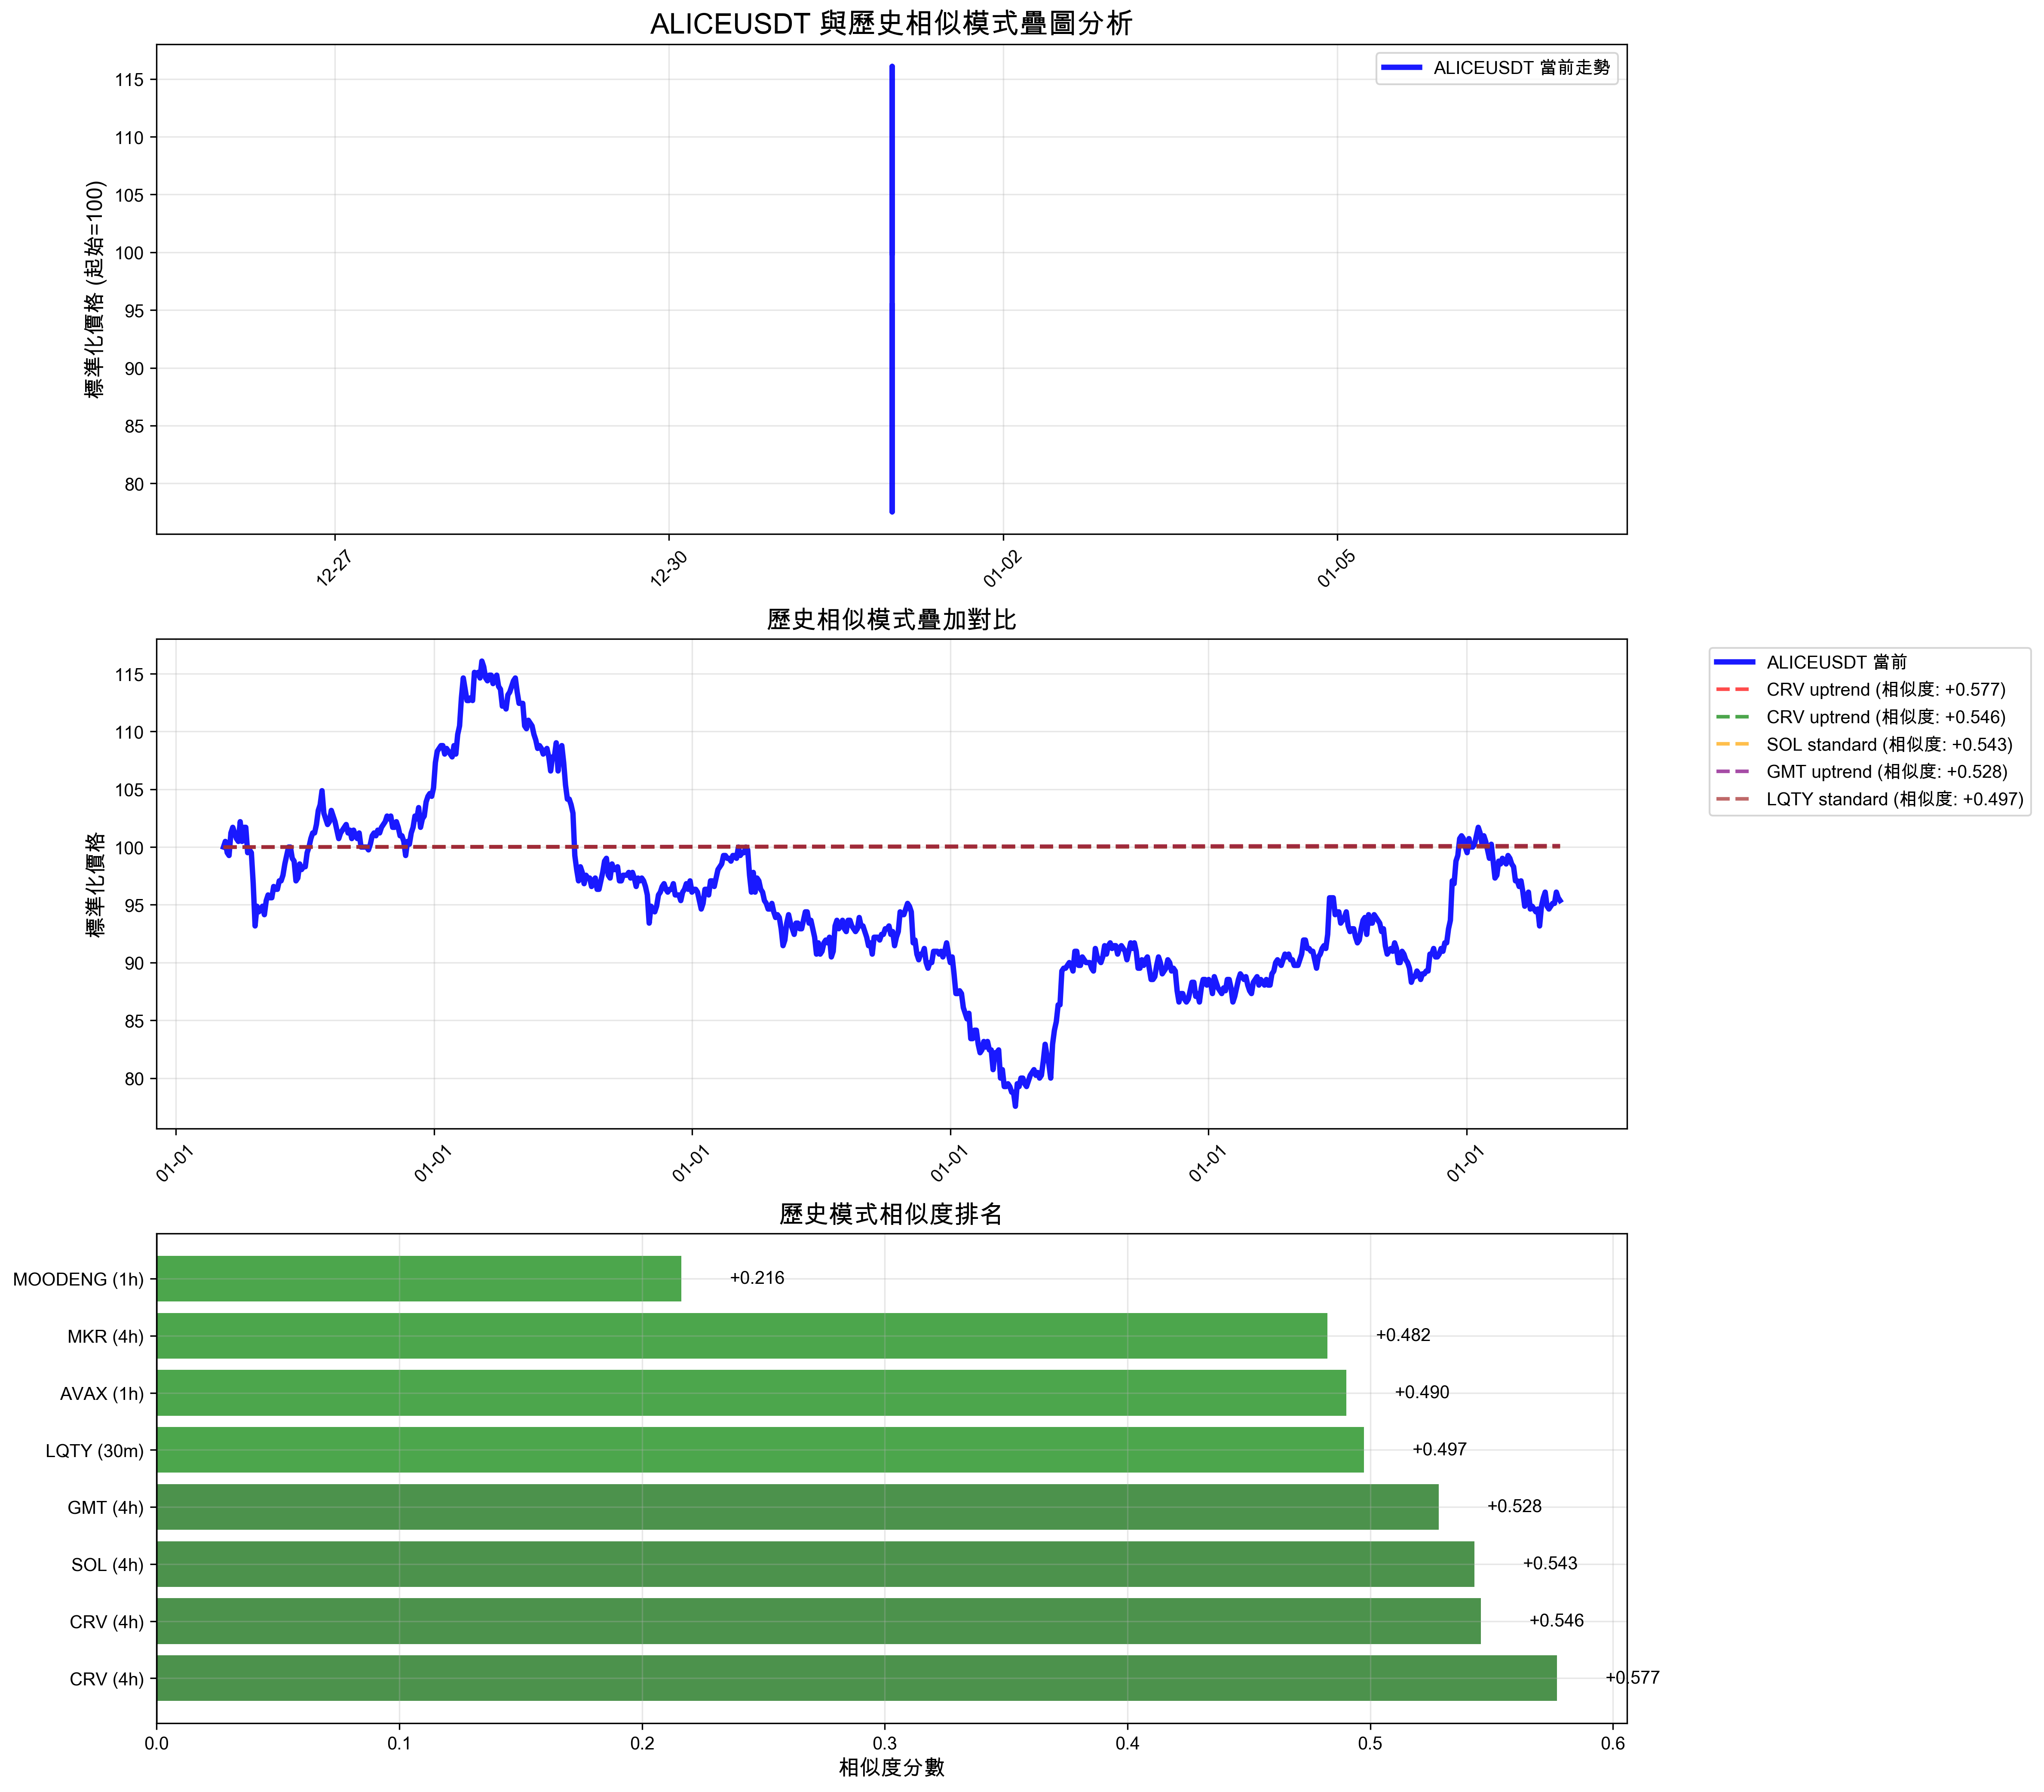 ALICEUSDT 與歷史相似模式疊圖分析
ALICEUSDT 當前走勢
標準化價格 (起始=100)
115
110
105
100
95
90
85
80
12-27
12-30
01-02
01-05
歷史相似模式疊加對比
標準化價格
115
110
105
100
95
90
85
80
01-01
01-01
01-01
01-01
01-01
01-01
ALICEUSDT 當前
CRV uptrend (相似度: +0.577)
CRV uptrend (相似度: +0.546)
SOL standard (相似度: +0.543)
GMT uptrend (相似度: +0.528)
LQTY standard (相似度: +0.497)
歷史模式相似度排名
MOODENG (1h)
+0.216
MKR (4h)
+0.482
AVAX (1h)
+0.490
LQTY (30m)
+0.497
GMT (4h)
+0.528
SOL (4h)
+0.543
CRV (4h)
+0.546
CRV (4h)
+0.577
0.0
0.1
0.2
0.3
0.4
0.5
0.6
相似度分數